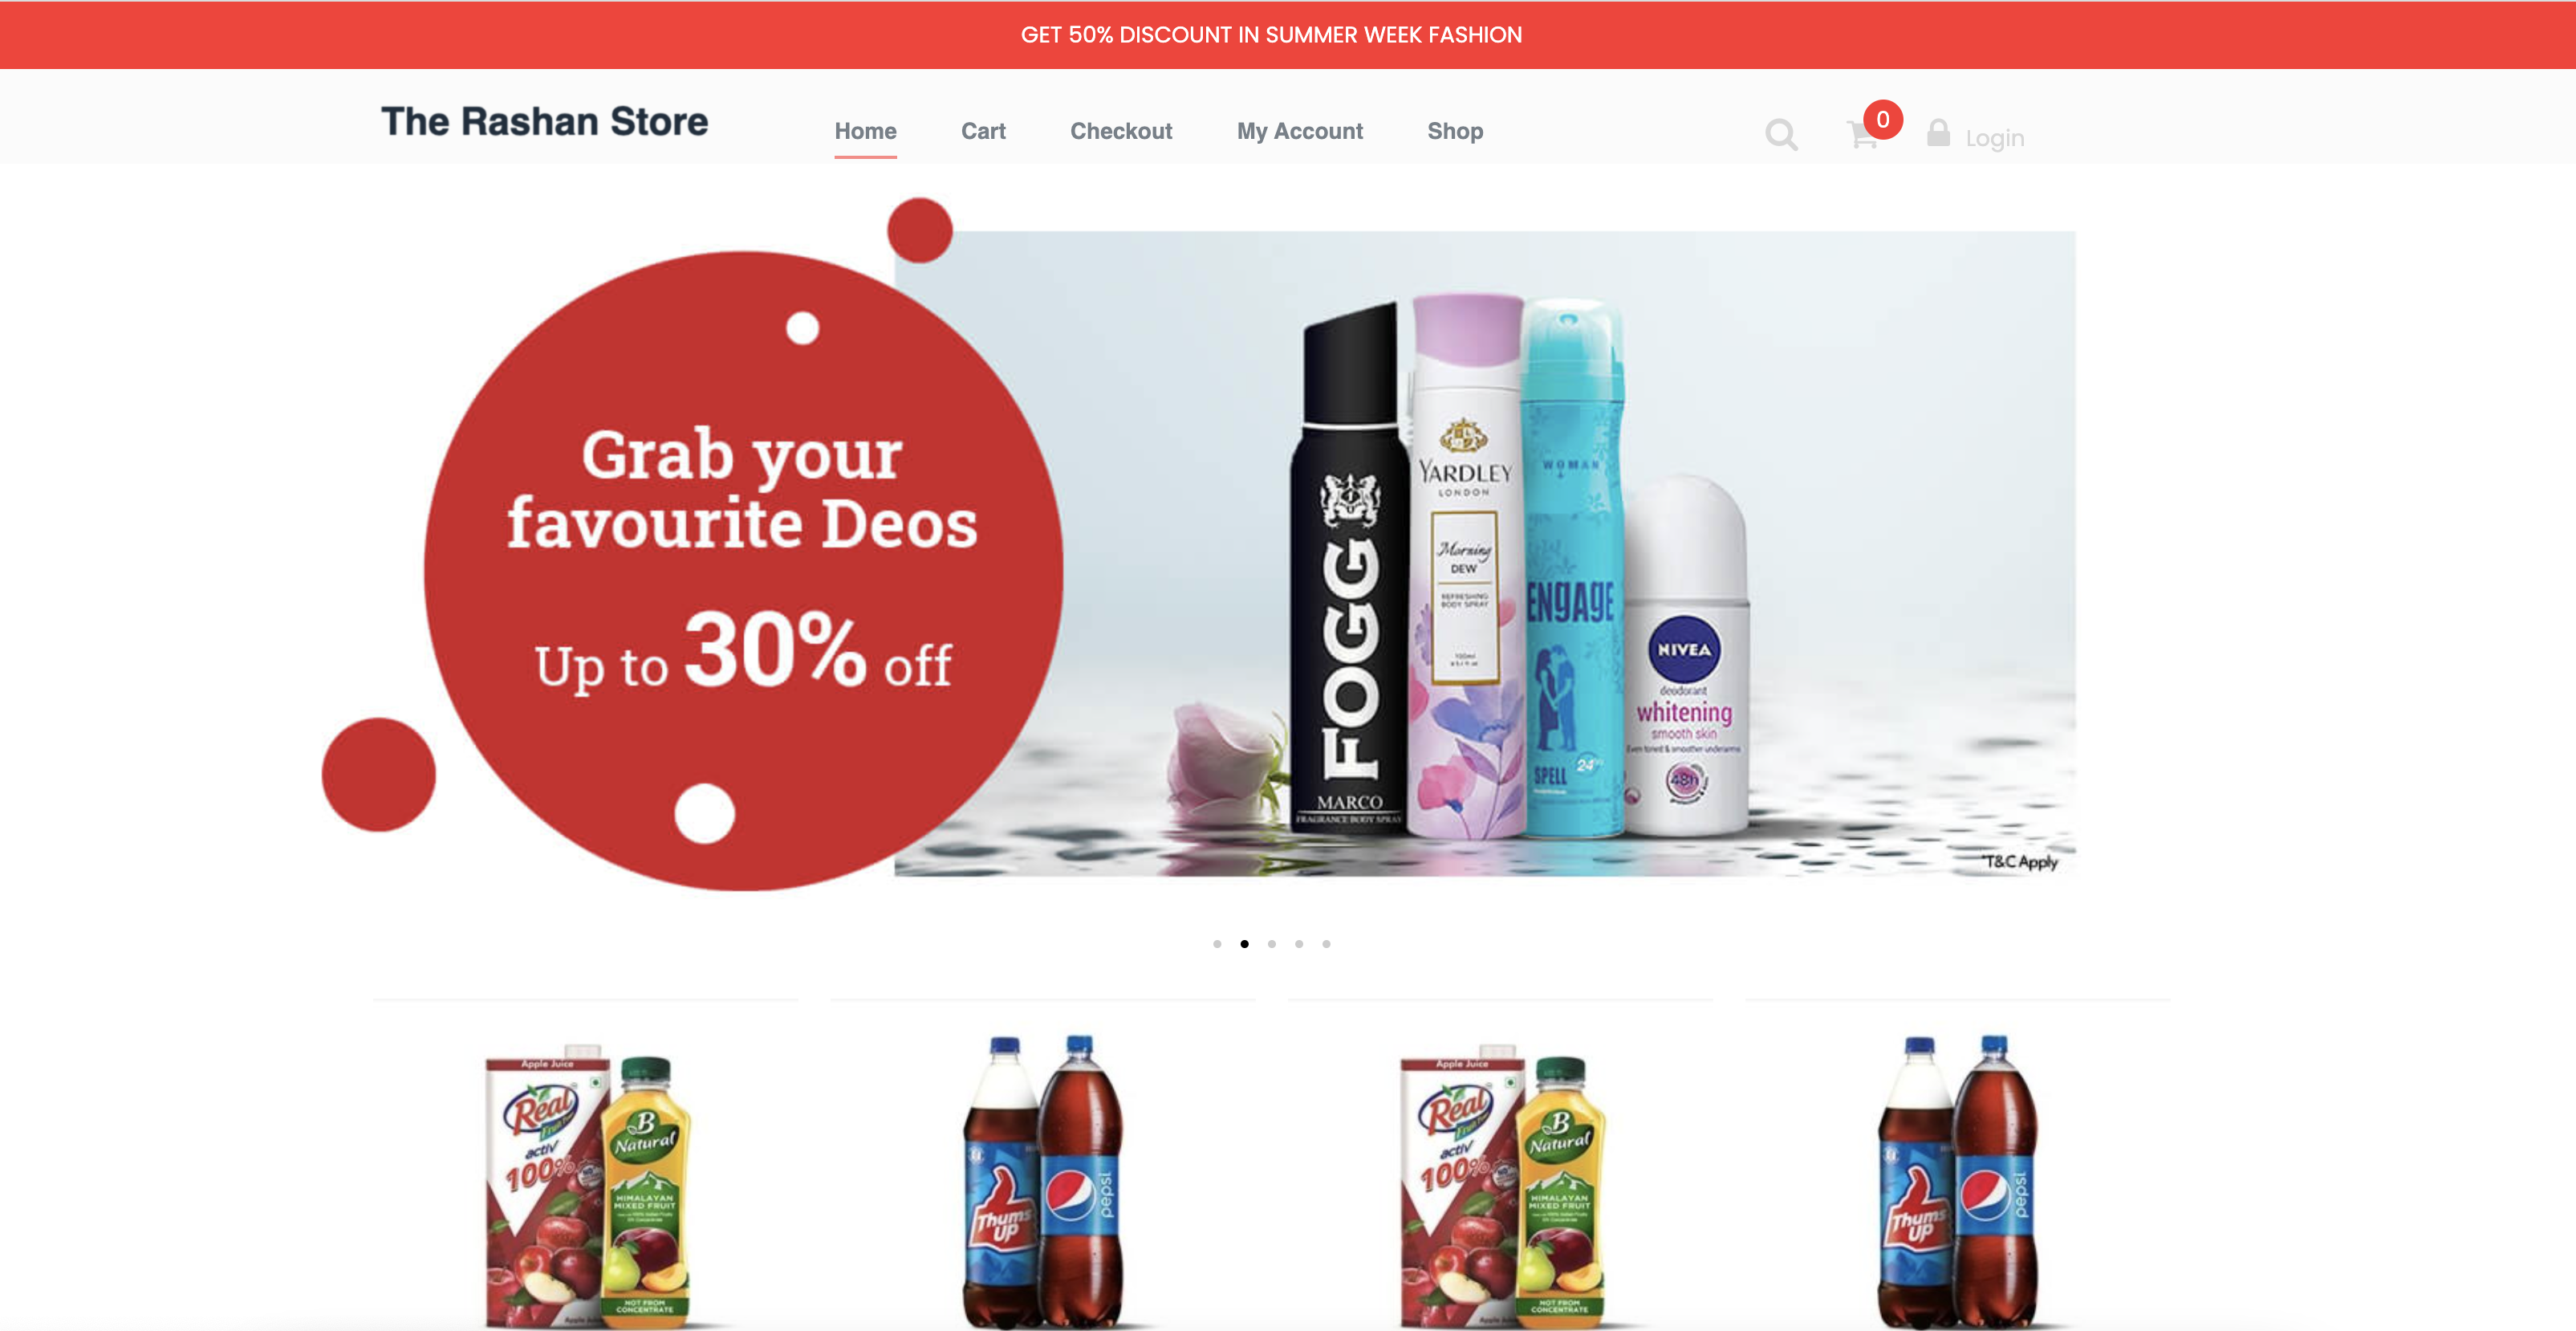 GET 50% DISCOUNT IN SUMMER WEEK FASHION
The Rashan Store
Home
Cart
Checkout
My Account
Shop
0
Login
Grab your
favourite Deos
Up to 30% off
FOGG
MARCO
FRAGRANCE BODY SPRAY
YARDLEY
LONDON
Morning
DEW
REFRESHING
BODY SPRAY
WOMAN
ENGAGE
SPELL
24
NIVEA
deodorant
whitening
smooth skin
Even toned & smoother underarms
48h
*T&C Apply
Apple Juice
Real
activ
100%
B
Natural
HIMALAYAN
MIXED FRUIT
NOT FROM
CONCENTRATE
Thums
UP
pepsi
Apple Juice
Real
activ
100%
B
Natural
HIMALAYAN
MIXED FRUIT
NOT FROM
CONCENTRATE
Thums
UP
pepsi